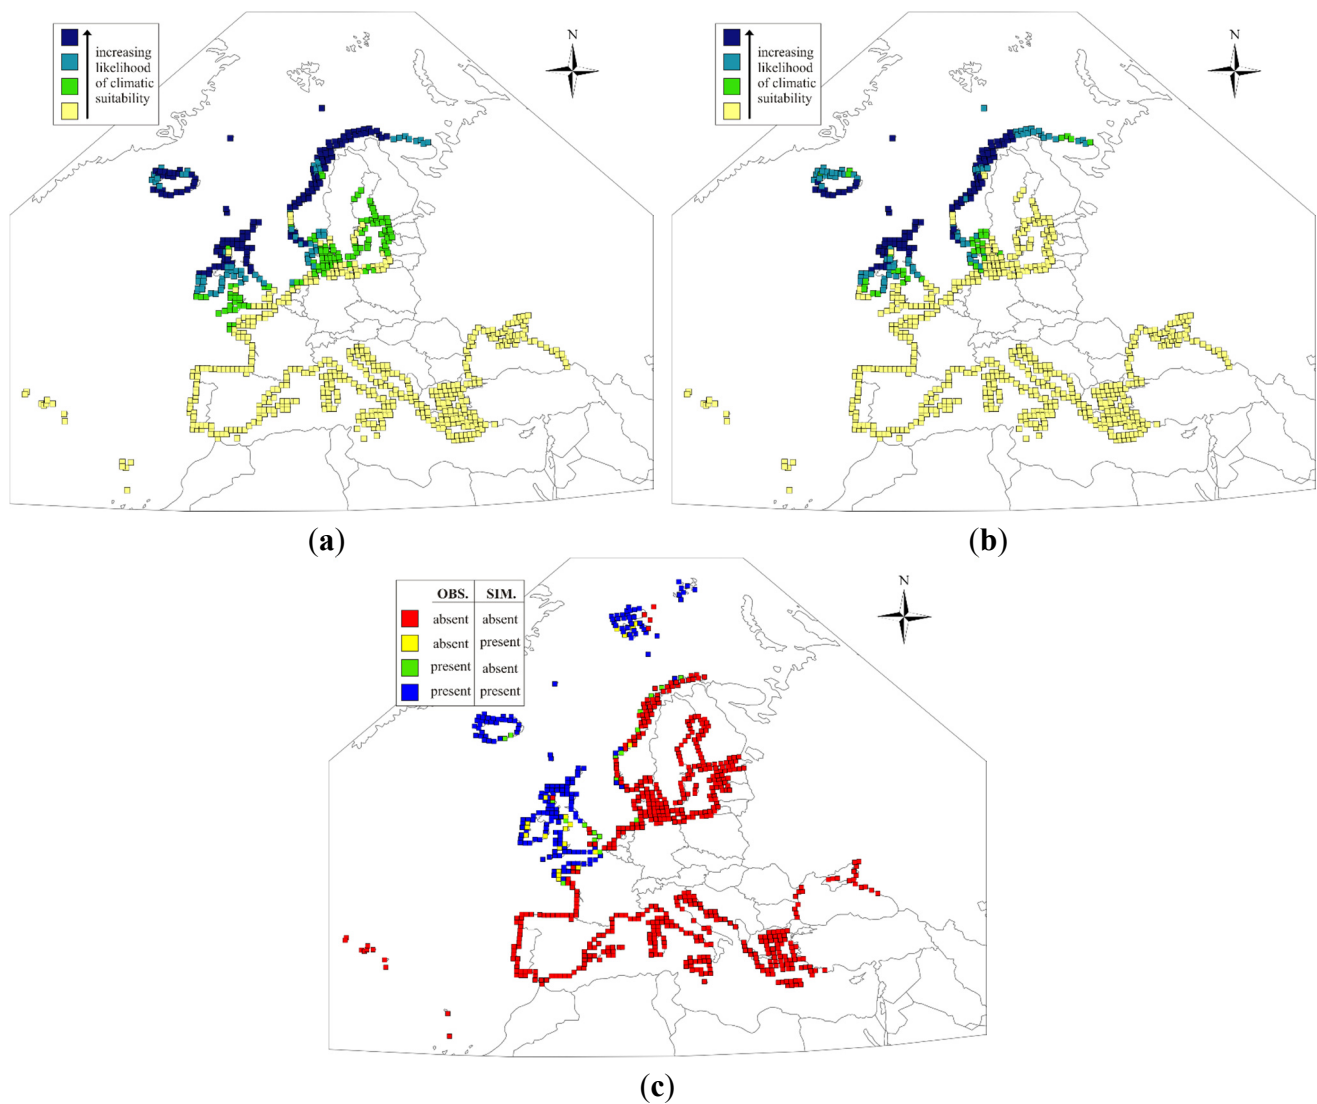 increasing
likelihood
of climatic
suitability
N
(a)
increasing
likelihood
of climatic
suitability
N
(b)
OBS. SIM.
absent absent
absent present
present absent
present present
N
(c)